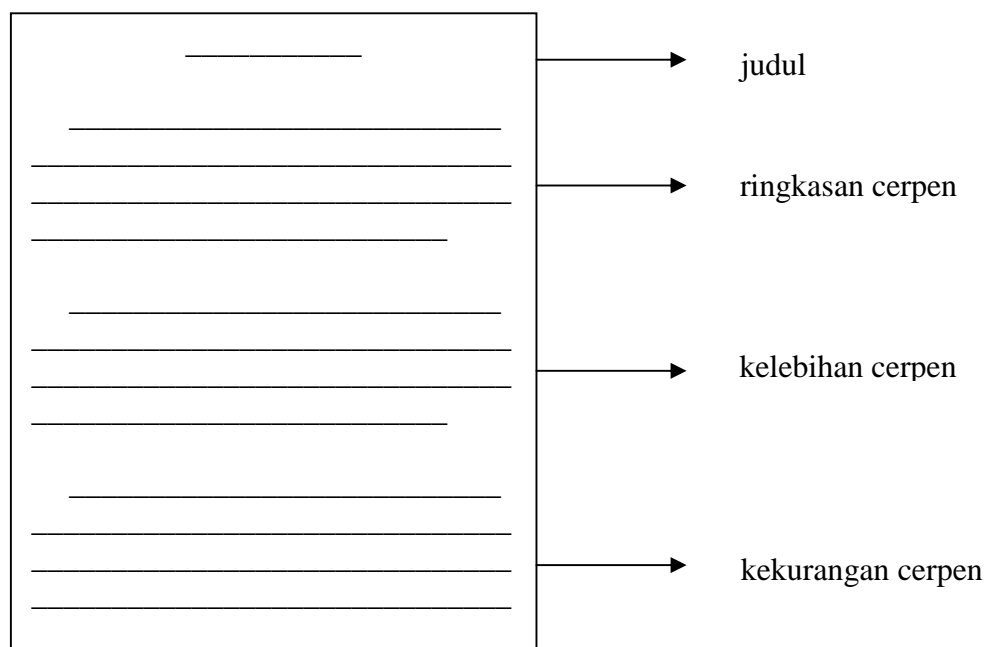 judul
ringkasan cerpen
kelebihan cerpen
kekurangan cerpen